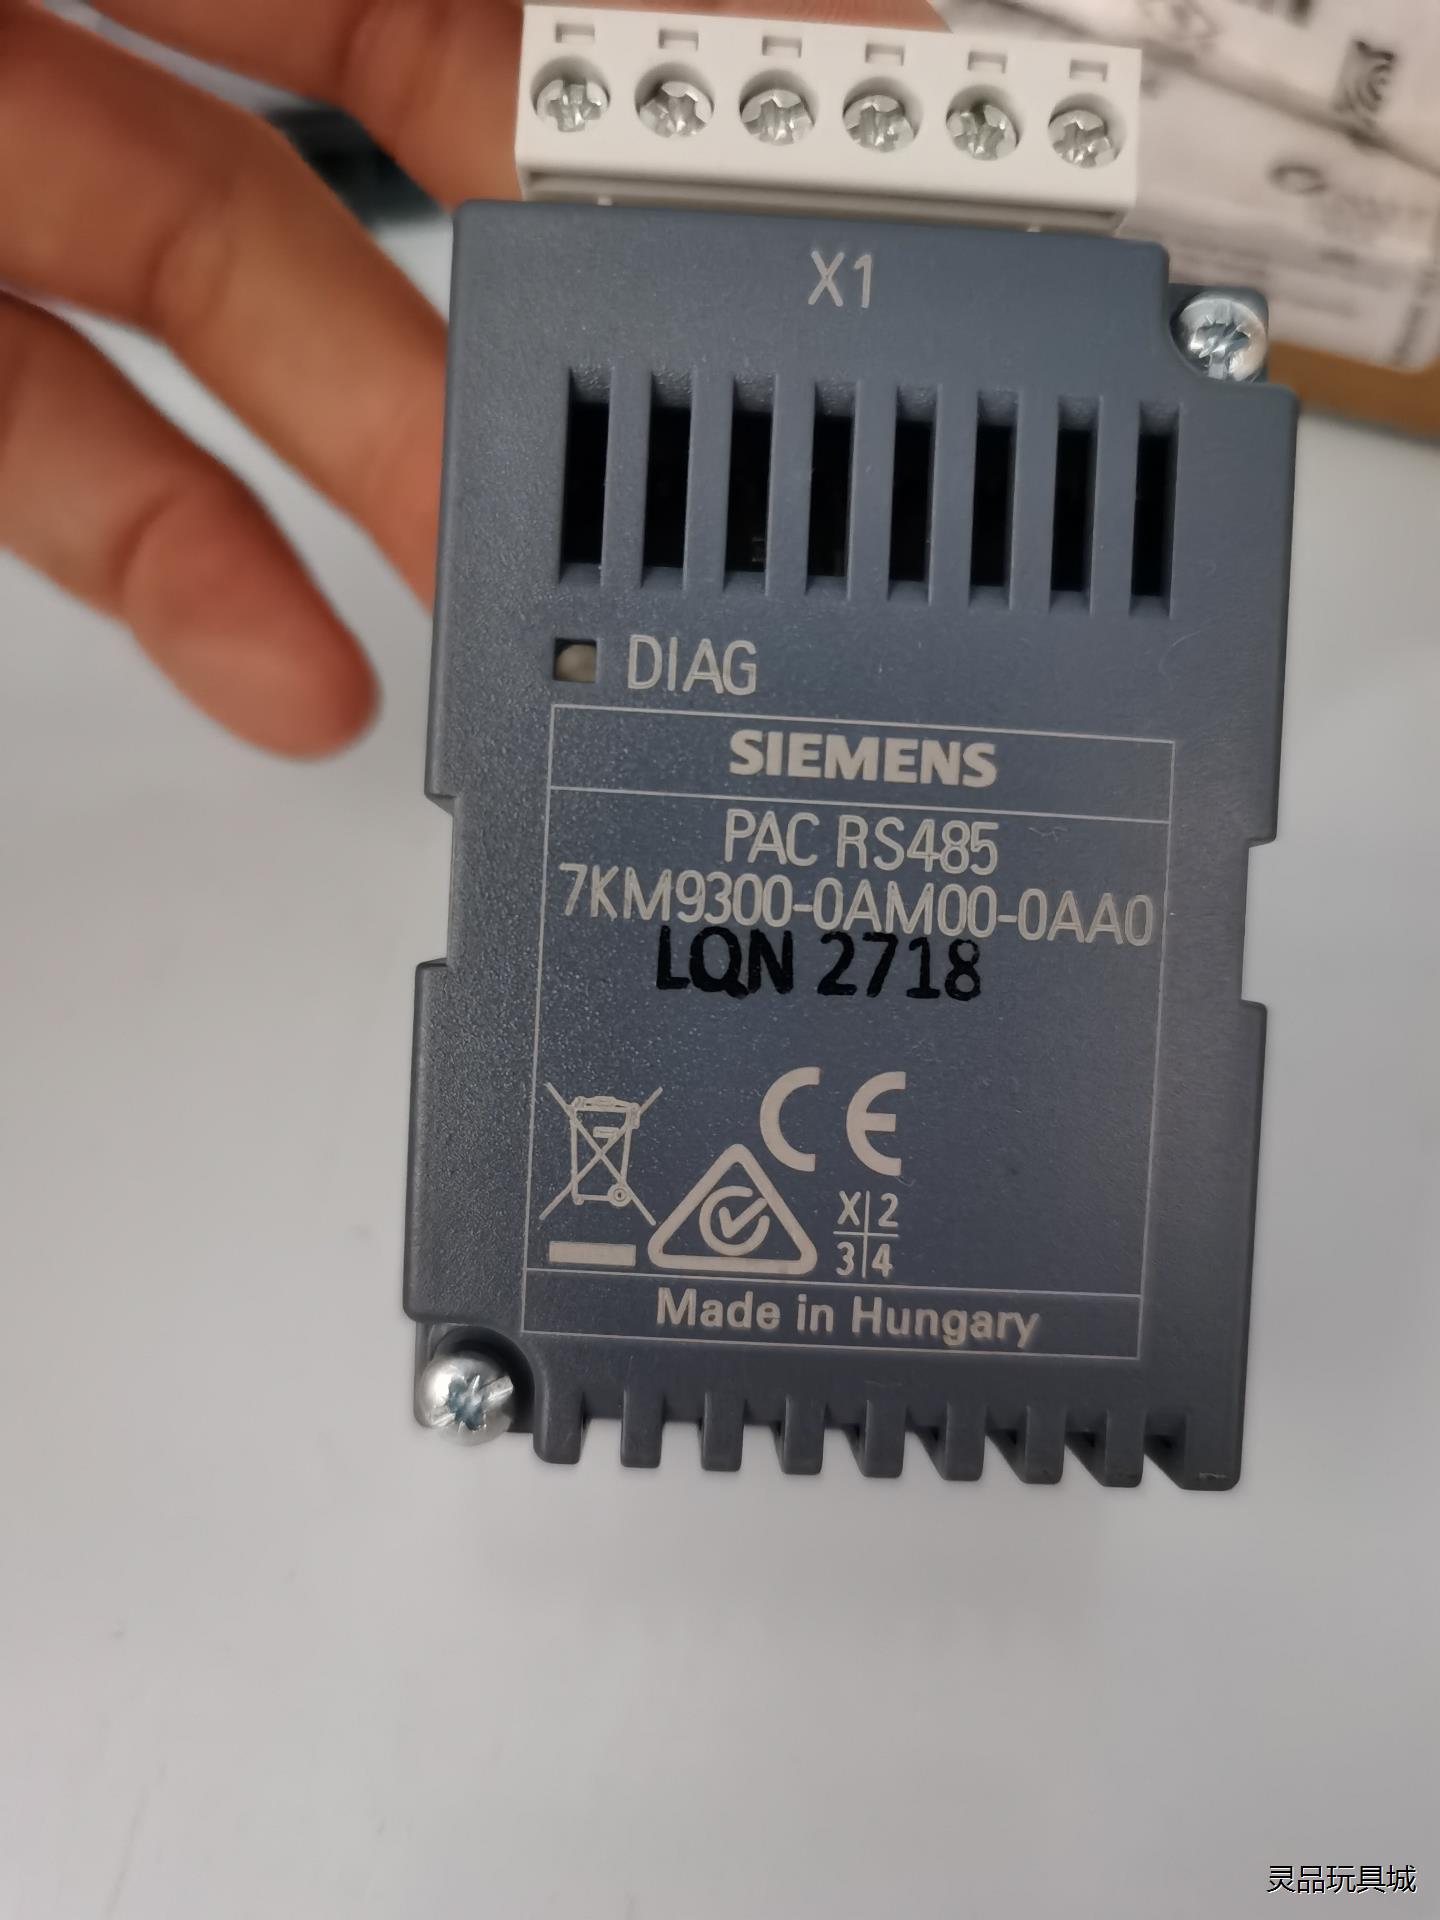 X1
DIAG
SIEMENS
PAC RS485
7KM9300-0AM00-0AA0
LQN 2718
CE
X 2
3 4
Made in Hungary
灵品玩具城